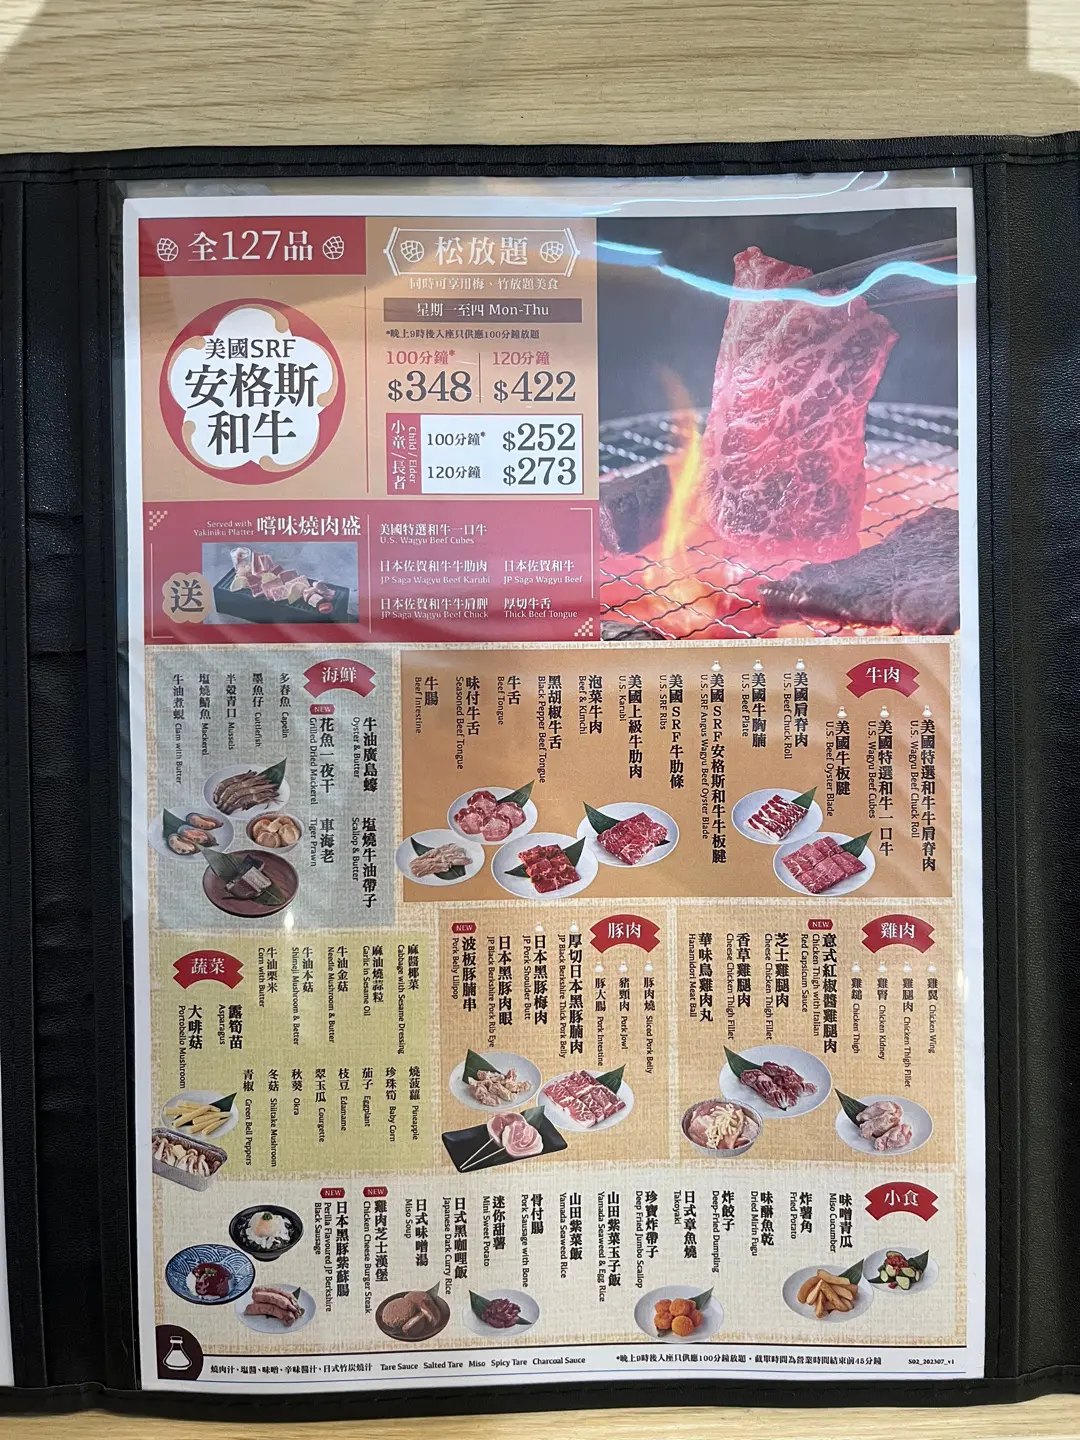 全127品
美國SRF
安格斯
和牛
松放題
同時可享用梅、竹放題美食
星期一至四 Mon-Thu
*晚上9時後入座只供應100分鐘放題
100分鐘*
$348
120分鐘
$422
小童/長者
Child / Elder
100分鐘* $252
120分鐘 $273
Served with
Yakiniku Platter
嚐味燒肉盛
送
美國特選和牛一口牛
U.S. Wagyu Beef Cubes
日本佐賀和牛牛肋肉
JP Saga Wagyu Beef Karubi
日本佐賀和牛
JP Saga Wagyu Beef
日本佐賀和牛牛肩胛
JP Saga Wagyu Beef Chuck
厚切牛舌
Thick Beef Tongue
牛肉
美國特選和牛牛肩脊肉
U.S. Wagyu Beef Chuck Roll
美國特選和牛一口牛
U.S. Wagyu Beef Cubes
美國牛板腱
U.S. Beef Oyster Blade
美國肩脊肉
U.S. Beef Chuck Roll
美國牛胸腩
U.S. Beef Plate
美國SRF安格斯和牛牛板腱
U.S. SRF Angus Wagyu Beef Oyster Blade
美國SRF牛肋條
U.S. SRF Ribs
美國上級牛肋肉
U.S. Karubi
泡菜牛肉
Beef & Kimchi
黑胡椒牛舌
Black Pepper Beef Tongue
牛舌
Beef Tongue
味付牛舌
Seasoned Beef Tongue
牛腸
Beef Intestine
海鮮
牛油廣島蠔
Oyster & Butter
塩燒牛油帶子
Scallop & Butter
NEW
花魚一夜干
Grilled Dried Mackerel
車海老
Tiger Prawn
多春魚 Capelin
墨魚仔 Cuttlefish
半殼青口 Mussels
塩燒鯖魚 Mackerel
牛油煮蜆 Clam with Butter
雞肉
雞翼 Chicken Wing
雞腿肉 Chicken Thigh Fillet
雞腎 Chicken Kidney
雞髀 Chicken Thigh
NEW
意式紅椒醬雞腿肉
Chicken Thigh with Italian
Red Capsicum Sauce
芝士雞腿肉
Cheese Chicken Thigh Fillet
香草雞腿肉
Cheese Chicken Thigh Fillet
華味鳥雞肉丸
Hanamidori Meat Ball
豚肉
豚肉燒 Sliced Pork Belly
豬頸肉 Pork Jowl
豚大腸 Pork Intestine
厚切日本黑豚腩肉
JP Black Berkshire Thick Pork Belly
日本黑豚梅肉
JP Pork Shoulder Butt
日本黑豚肉眼
JP Black Berkshire Pork Rib Eye
NEW
波板豚腩串
Pork Belly Lilipop
蔬菜
麻醬椰菜
Cabbage with Sesame Dressing
麻油燒蒜粒
Garlic in Sesame Oil
牛油金菇
Needle Mushroom & Butter
牛油本菇
Shimeji Mushroom & Better
牛油粟米
Corn with Butter
露筍苗
Asparagus
大啡菇
Portobello Mushroom
燒菠蘿 Pineapple
珍珠筍 Baby Corn
茄子 Eggplant
枝豆 Edamame
翠玉瓜 Courgette
秋葵 Okra
冬菇 Shiitake Mushroom
青椒 Green Bell Peppers
小食
味噌青瓜
Miso Cucumber
炸薯角
Fried Potato
味醂魚乾
Dried Mirin Fugu
炸餃子
Deep-Fried Dumpling
日式章魚燒
Takoyaki
珍寶炸帶子
Deep Fried Jumbo Scallop
山田紫菜玉子飯
Yamada Seaweed & Egg Rice
山田紫菜飯
Yamada Seaweed Rice
骨付腸
Pork Sausage with Bone
迷你甜薯
Mini Sweet Potato
日式黑咖喱飯
Japanese Dark Curry Rice
日式味噌湯
Miso Soup
NEW
雞肉芝士漢堡
Chicken Cheese Burger Steak
NEW
日本黑豚紫蘇腸
Perilla Flavoured JP Berkshire
Black Sausage
燒肉汁、塩醬、味噌、辛味醬汁、日式竹炭燒汁 Tare Sauce Salted Tare Miso Spicy Tare Charcoal Sauce
*晚上9時後入座只供應100分鐘放題，截單時間為營業時間結束前45分鐘
S02_202307_v1